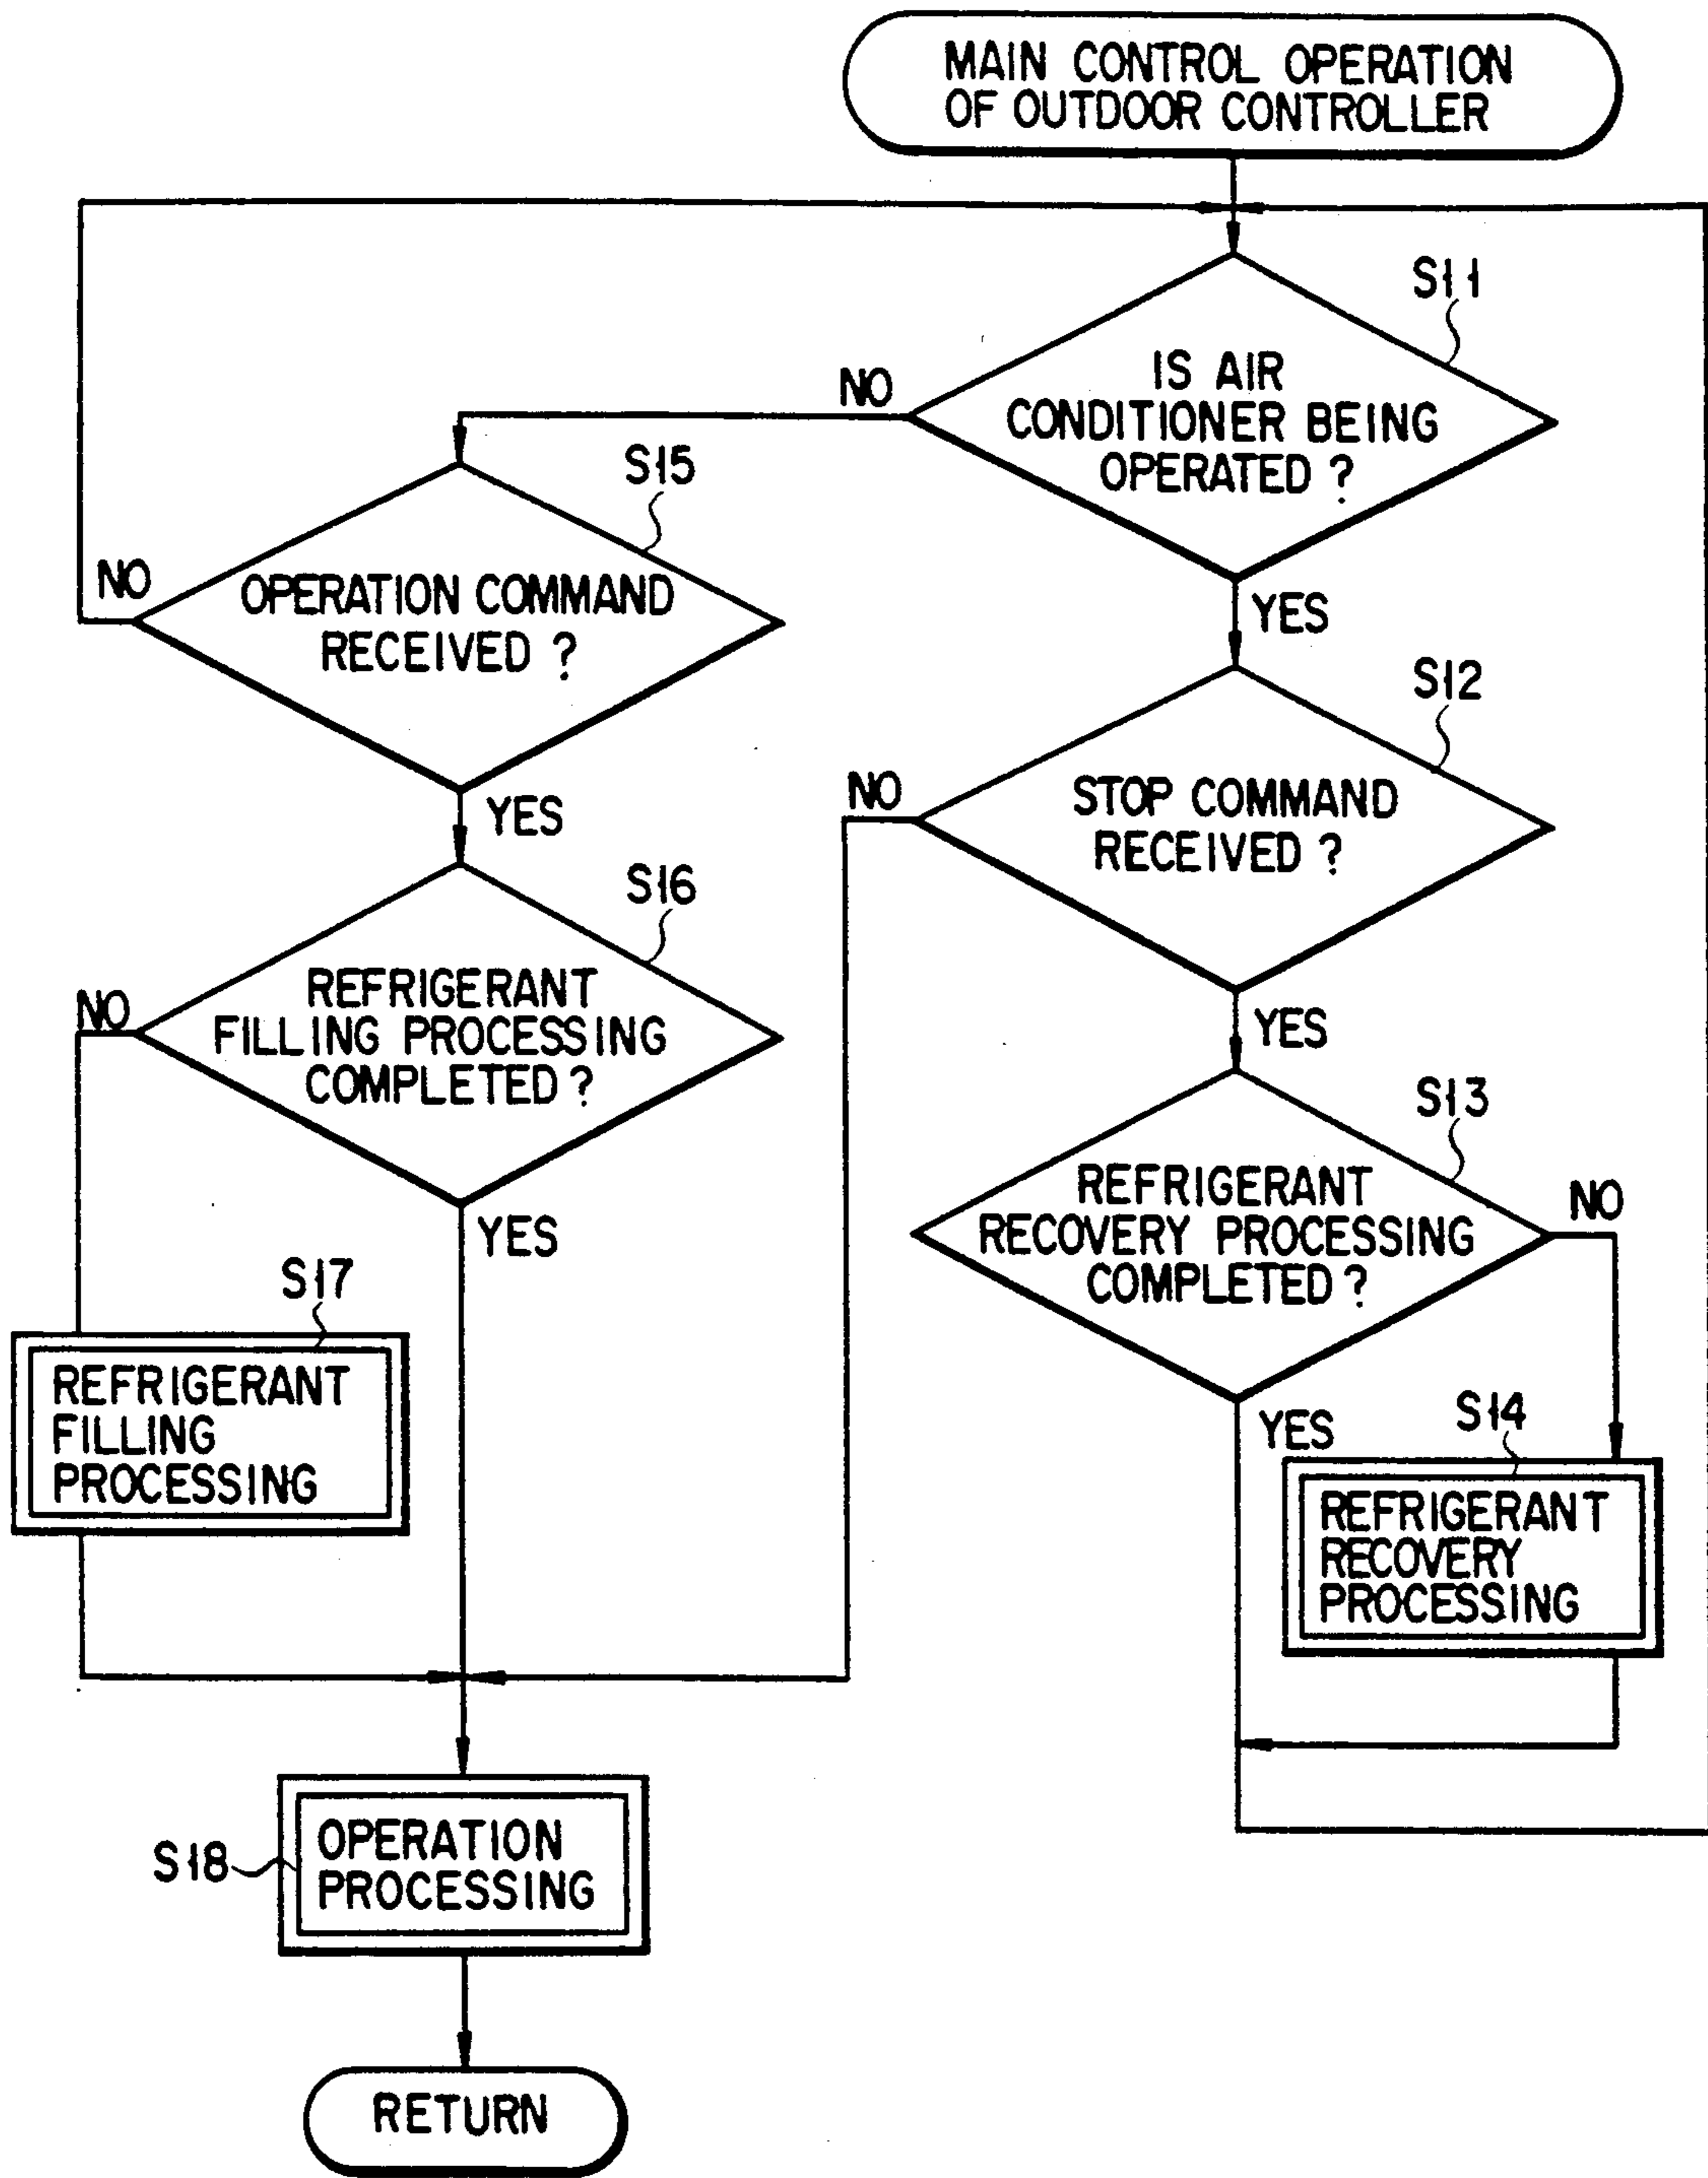 MAIN CONTROL OPERATION
OF OUTDOOR CONTROLLER
S11
IS AIR
CONDITIONER BEING
OPERATED ?
NO
YES
S15
OPERATION COMMAND
RECEIVED ?
NO
YES
S12
STOP COMMAND
RECEIVED ?
NO
YES
S16
REFRIGERANT
FILLING PROCESSING
COMPLETED ?
NO
YES
S13
REFRIGERANT
RECOVERY PROCESSING
COMPLETED ?
NO
YES
S17
REFRIGERANT
FILLING
PROCESSING
S14
REFRIGERANT
RECOVERY
PROCESSING
S18
OPERATION
PROCESSING
RETURN